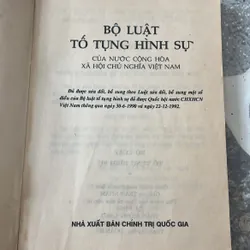 BỘ LUẬT
TỐ TỤNG HÌNH SỰ
CỦA NƯỚC CỘNG HÒA
XÃ HỘI CHỦ NGHĨA VIỆT NAM
Đã được sửa đổi, bổ sung theo Luật sửa đổi, bổ sung một số
điều của Bộ luật tố tụng hình sự đã được Quốc hội nước CHXHCN
Việt Nam thông qua ngày 30-6-1990 và ngày 22-12-1992.
NHÀ XUẤT BẢN CHÍNH TRỊ QUỐC GIA